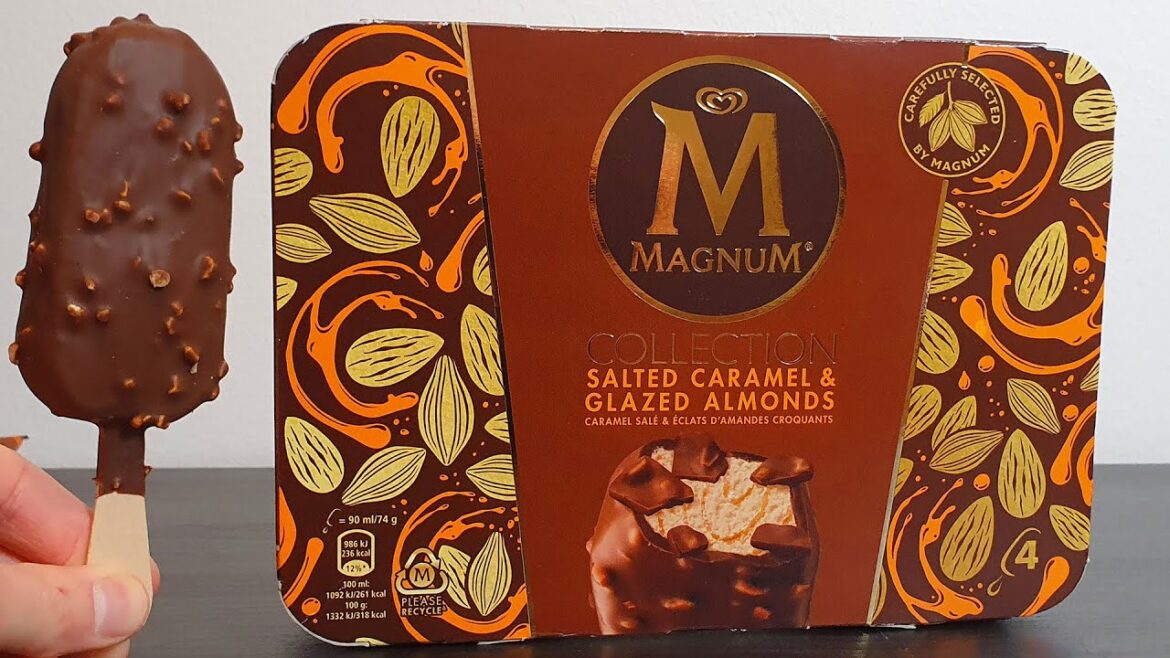 M
MAGNUM®
COLLECTION
SALTED CARAMEL &
GLAZED ALMONDS
CARAMEL SALÉ & ÉCLATS D'AMANDES CROQUANTS
CAREFULLY SELECTED
BY MAGNUM
= 90 ml/74 g
986 kJ
236 kcal
12%*
100 ml:
1092 kJ/261 kcal
100 g:
1332 kJ/318 kcal
M
PLEASE
RECYCLE
4